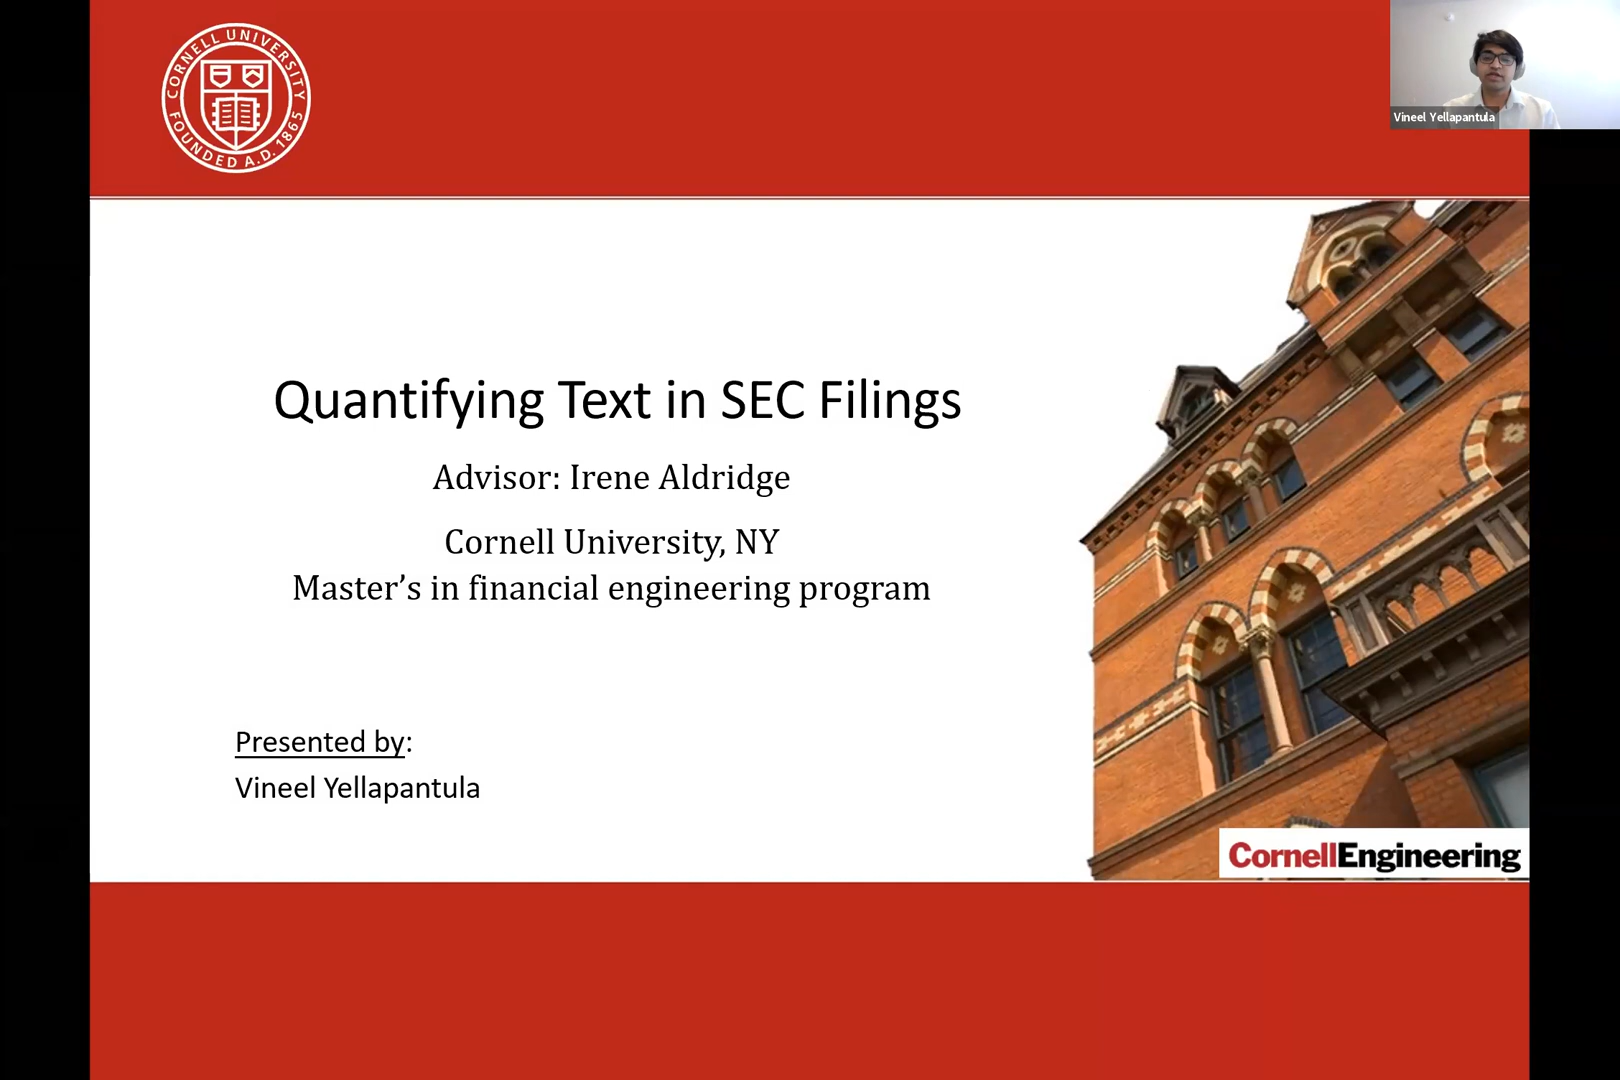 CORNELL UNIVERSITY
FOUNDED A.D. 1865
Vineel Yellapantula
Quantifying Text in SEC Filings
Advisor: Irene Aldridge
Cornell University, NY
Master’s in financial engineering program
Presented by:
Vineel Yellapantula
CornellEngineering